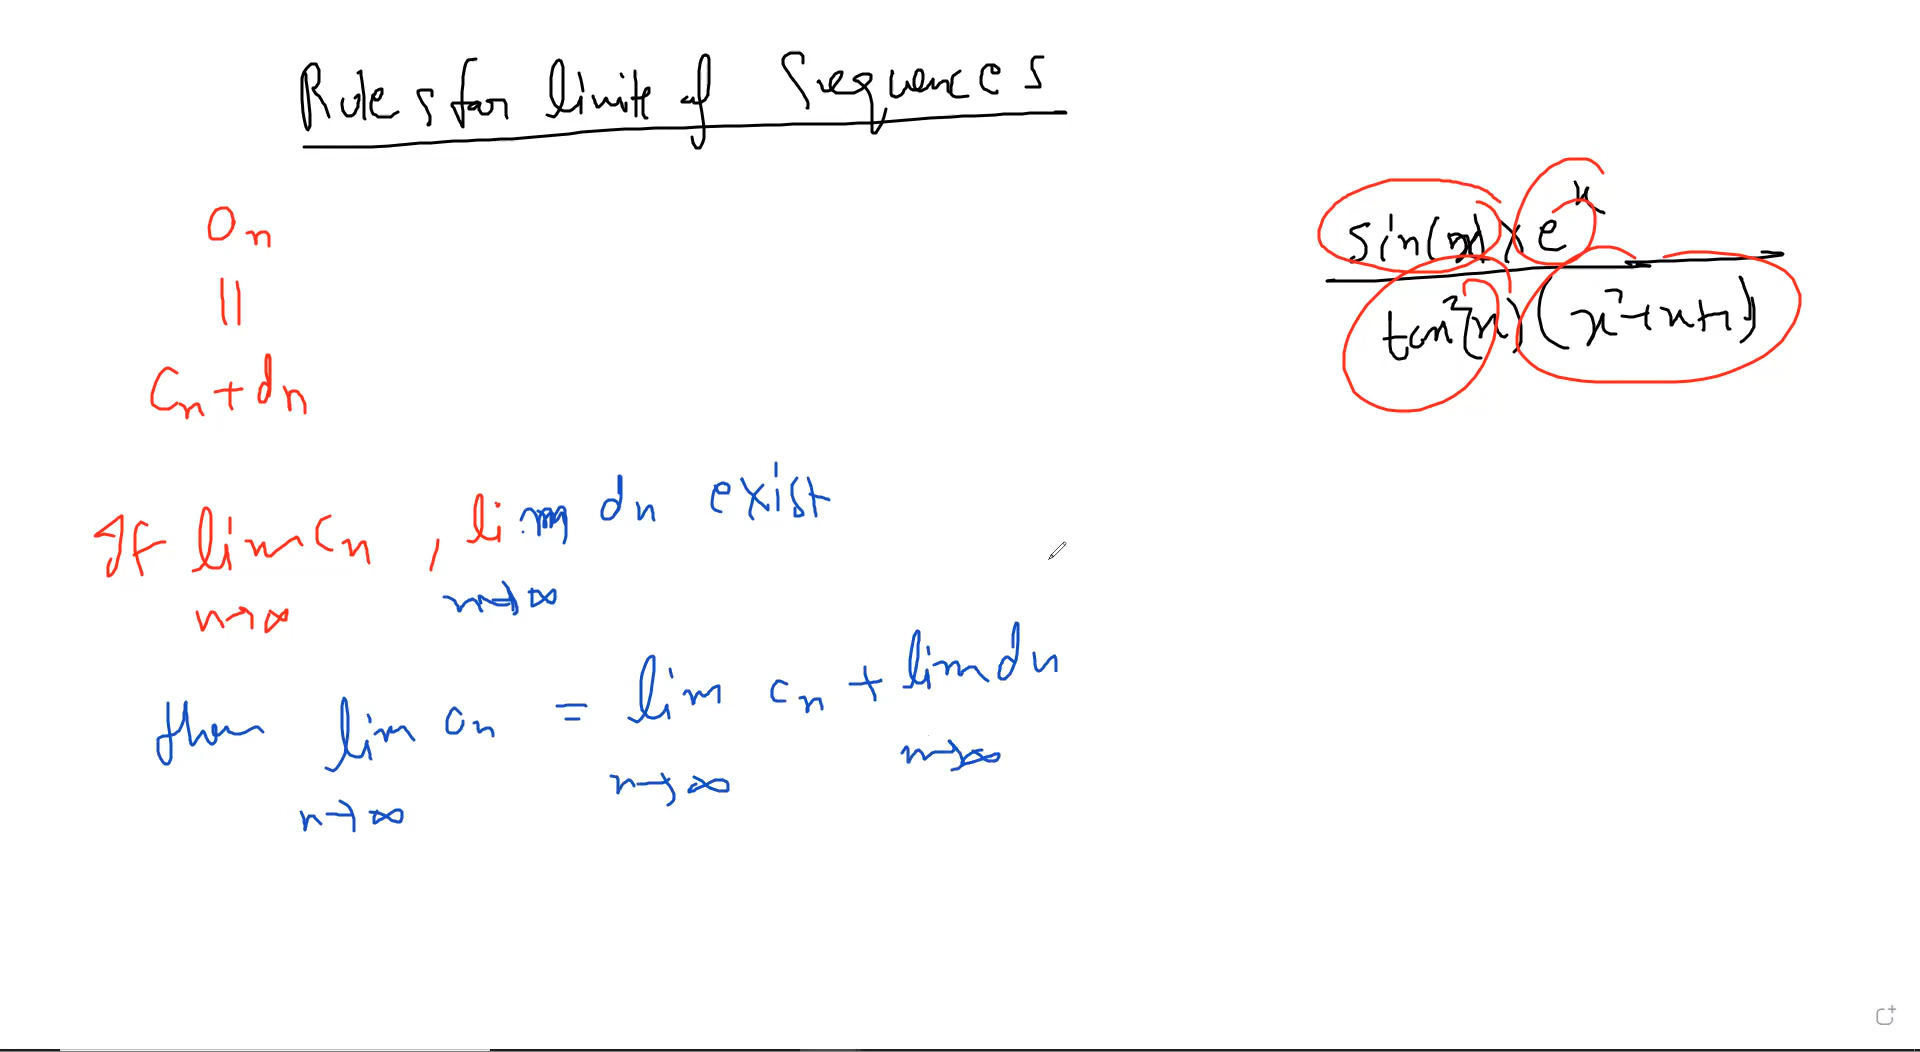 Rules for limit of Sequences
an
||
cn + dn
sin(x) × e^x
tan²(x) (x²+x+1)
If lim cn , lim dn exist
n→∞ n→∞
then lim an = lim cn + lim dn
n→∞ n→∞ n→∞